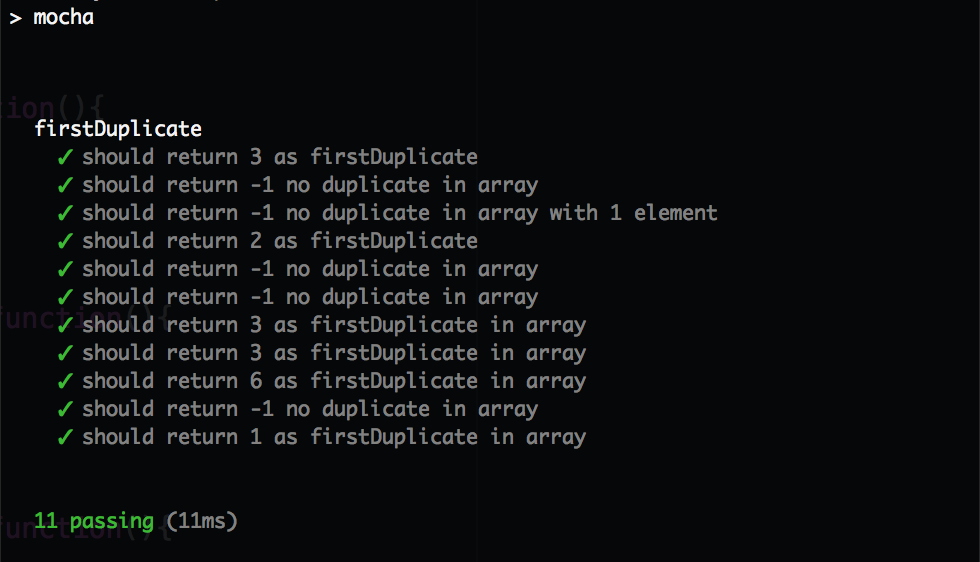 > mocha
ion(){
firstDuplicate
✓ should return 3 as firstDuplicate
✓ should return -1 no duplicate in array
✓ should return -1 no duplicate in array with 1 element
✓ should return 2 as firstDuplicate
✓ should return -1 no duplicate in array
✓ should return -1 no duplicate in array
unction(){
✓ should return 3 as firstDuplicate in array
✓ should return 3 as firstDuplicate in array
✓ should return 6 as firstDuplicate in array
✓ should return -1 no duplicate in array
✓ should return 1 as firstDuplicate in array
11 passing (11ms)
unction(){